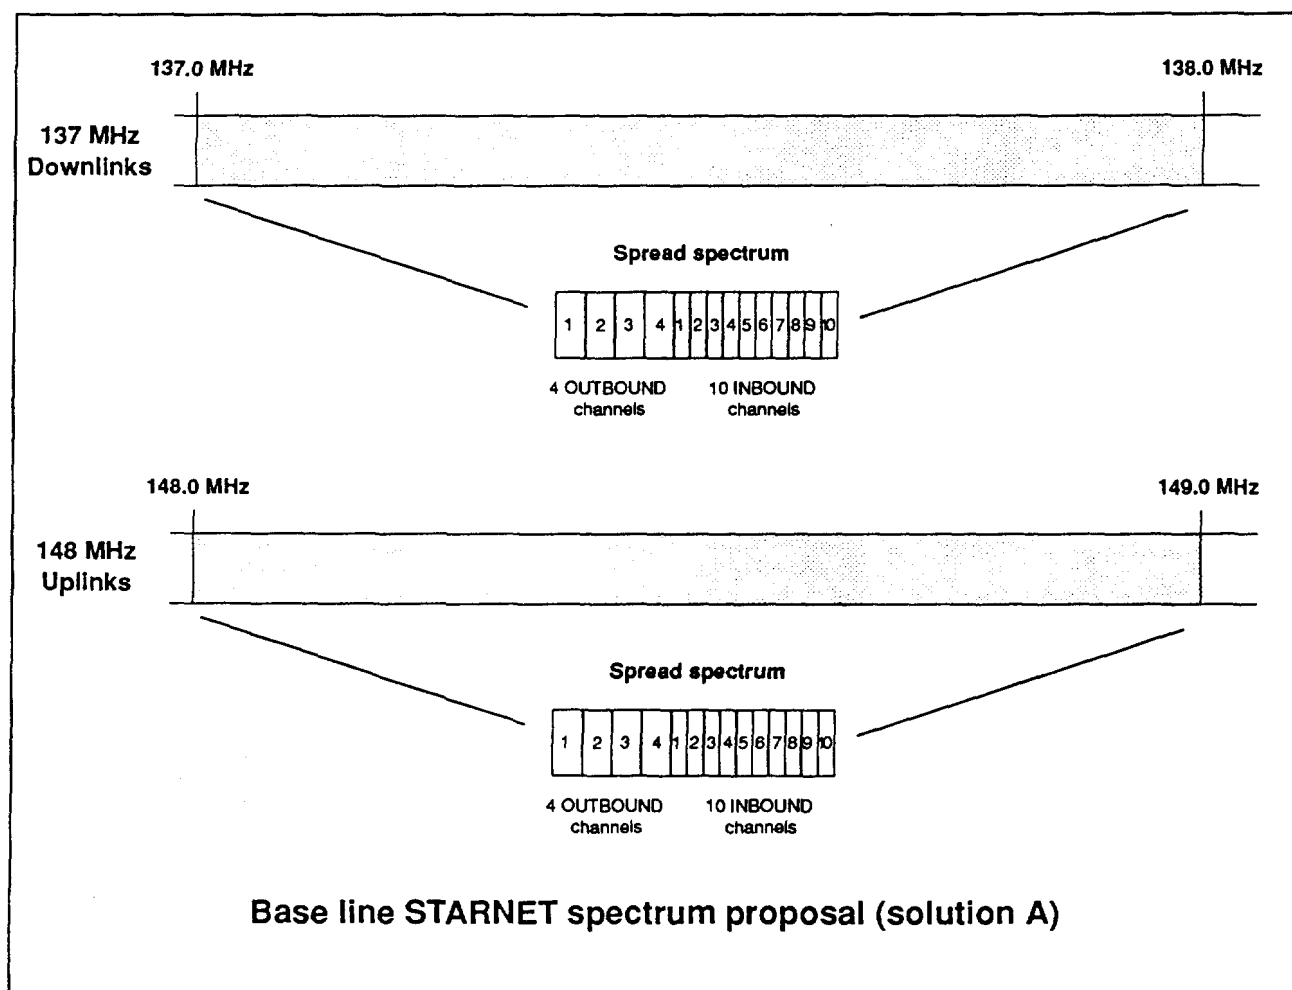 137.0 MHz 138.0 MHz
137 MHz
Downlinks
Spread spectrum
1 2 3 4 1 2 3 4 5 6 7 8 9 10
4 OUTBOUND channels
10 INBOUND channels
148.0 MHz 149.0 MHz
148 MHz
Uplinks
Spread spectrum
1 2 3 4 1 2 3 4 5 6 7 8 9 10
4 OUTBOUND channels
10 INBOUND channels
Base line STARNET spectrum proposal (solution A)